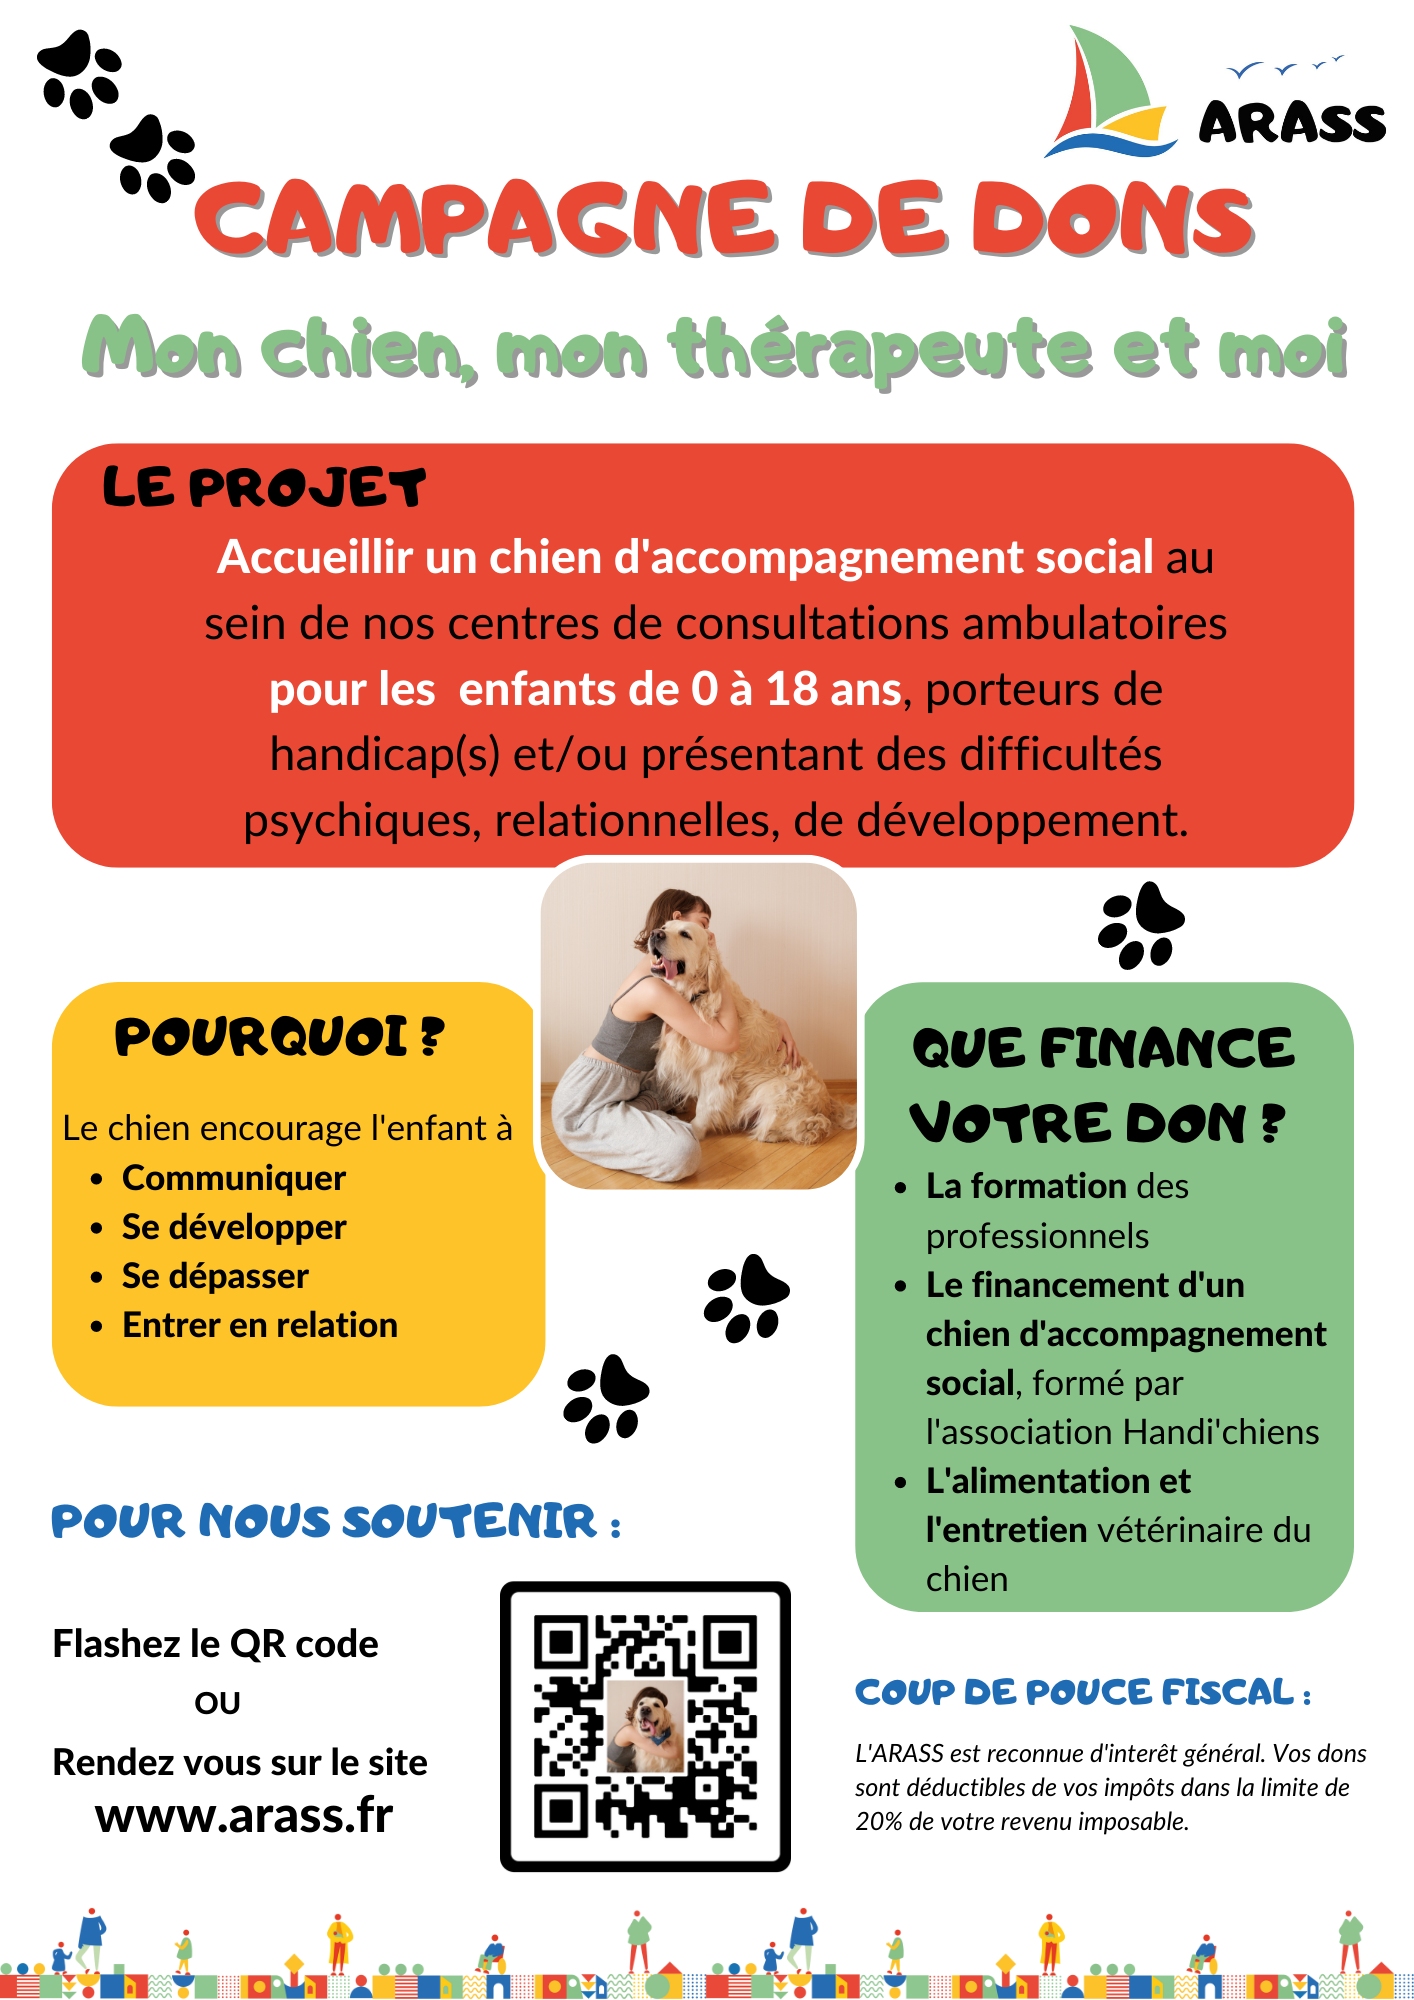 ARASS
CAMPAGNE DE DONS
Mon chien, mon thérapeute et moi
LE PROJET
Accueillir un chien d'accompagnement social au
sein de nos centres de consultations ambulatoires
pour les enfants de 0 à 18 ans, porteurs de
handicap(s) et/ou présentant des difficultés
psychiques, relationnelles, de développement.
POURQUOI ?
Le chien encourage l'enfant à
• Communiquer
• Se développer
• Se dépasser
• Entrer en relation
QUE FINANCE
VOTRE DON ?
• La formation des
professionnels
• Le financement d'un
chien d'accompagnement
social, formé par
l'association Handi'chiens
• L'alimentation et
l'entretien vétérinaire du
chien
POUR NOUS SOUTENIR :
Flashez le QR code
OU
Rendez vous sur le site
www.arass.fr
COUP DE POUCE FISCAL :
L'ARASS est reconnue d'interêt général. Vos dons
sont déductibles de vos impôts dans la limite de
20% de votre revenu imposable.